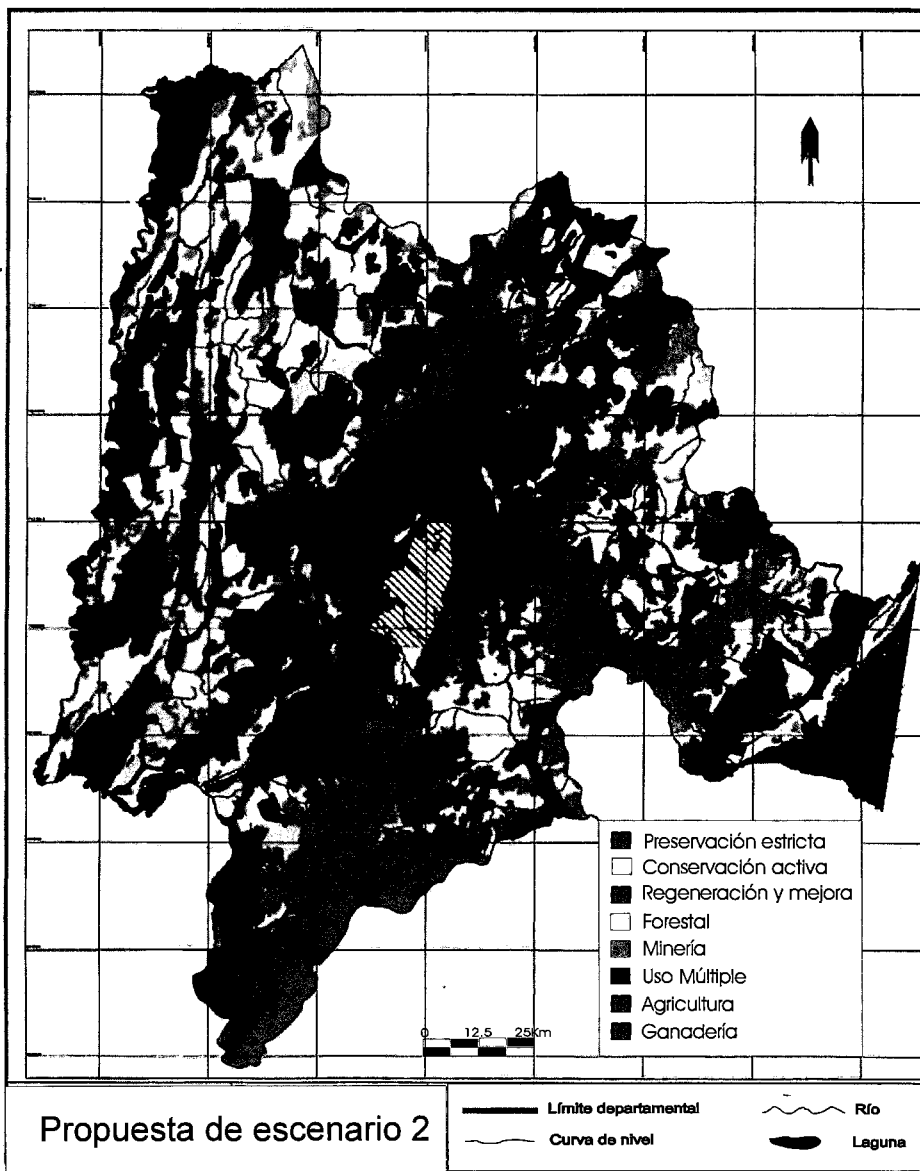 Preservación estricta
Conservación activa
Regeneración y mejora
Forestal
Minería
Uso Múltiple
Agricultura
Ganadería
0 12,5 25Km
Propuesta de escenario 2
Límite departamental
Río
Curva de nivel
Laguna